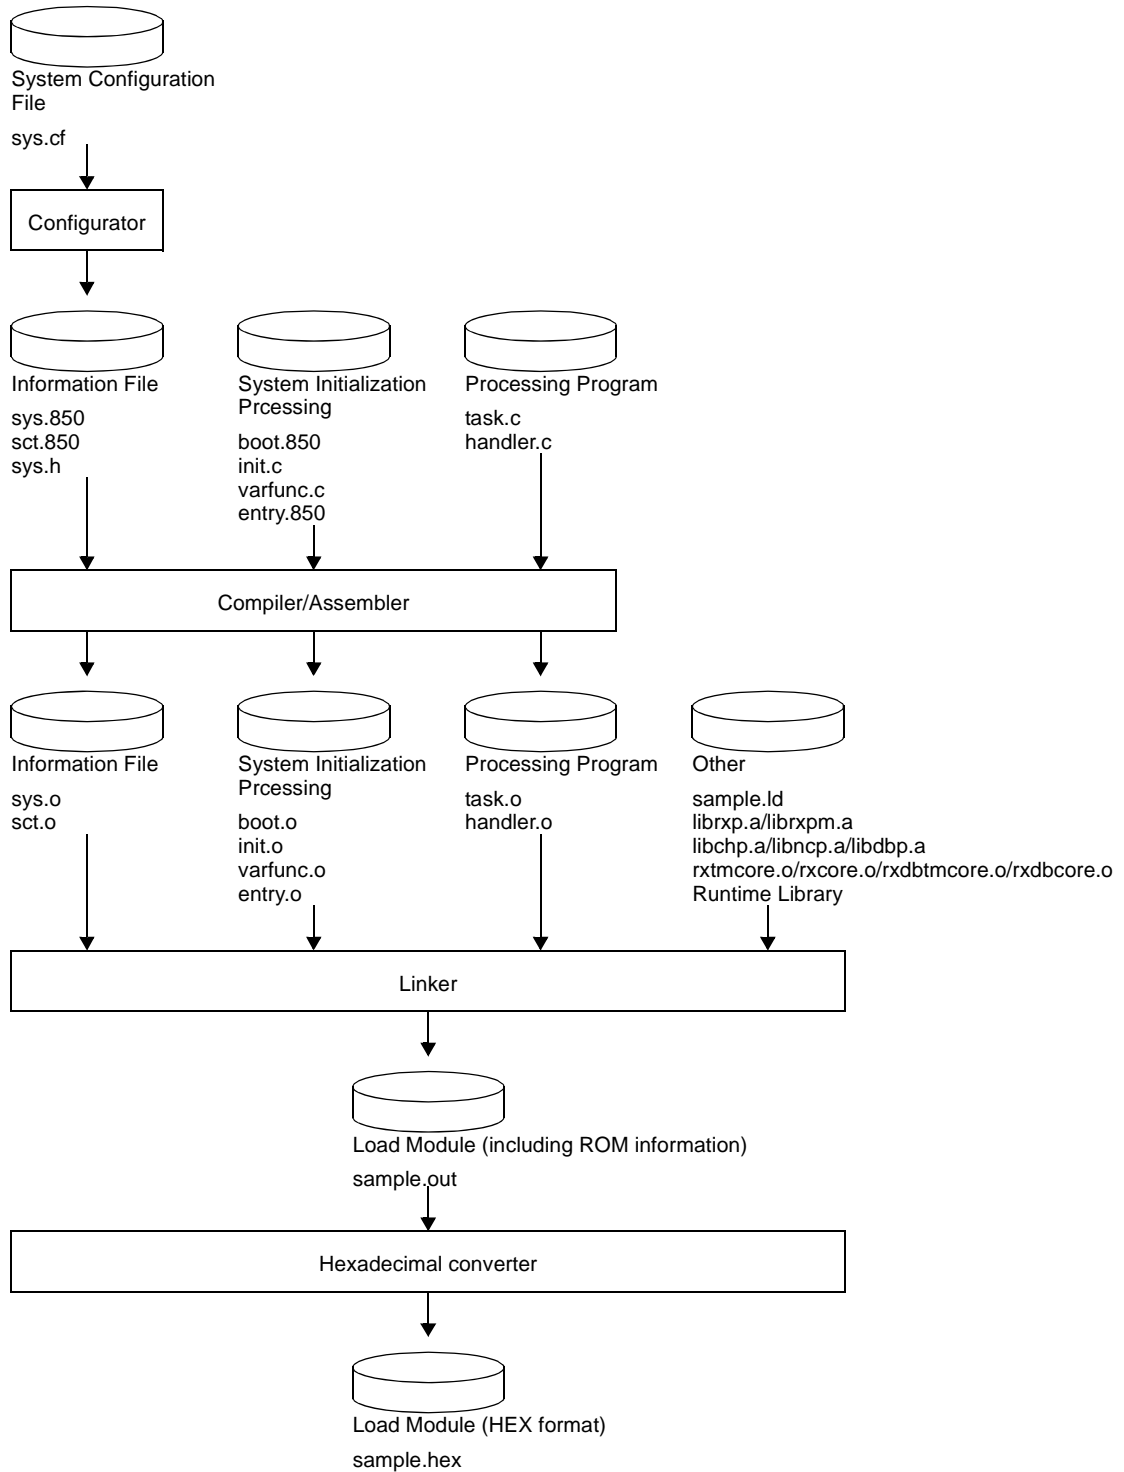 System Configuration
File
sys.cf
Configurator
Information File
sys.850
sct.850
sys.h
System Initialization
Prcessing
boot.850
init.c
varfunc.c
entry.850
Processing Program
task.c
handler.c
Compiler/Assembler
Information File
sys.o
sct.o
System Initialization
Prcessing
boot.o
init.o
varfunc.o
entry.o
Processing Program
task.o
handler.o
Other
sample.ld
librxp.a/librxpm.a
libchp.a/libncp.a/libdbp.a
rxtmcore.o/rxcore.o/rxdbtmcore.o/rxdbcore.o
Runtime Library
Linker
Load Module (including ROM information)
sample.out
Hexadecimal converter
Load Module (HEX format)
sample.hex